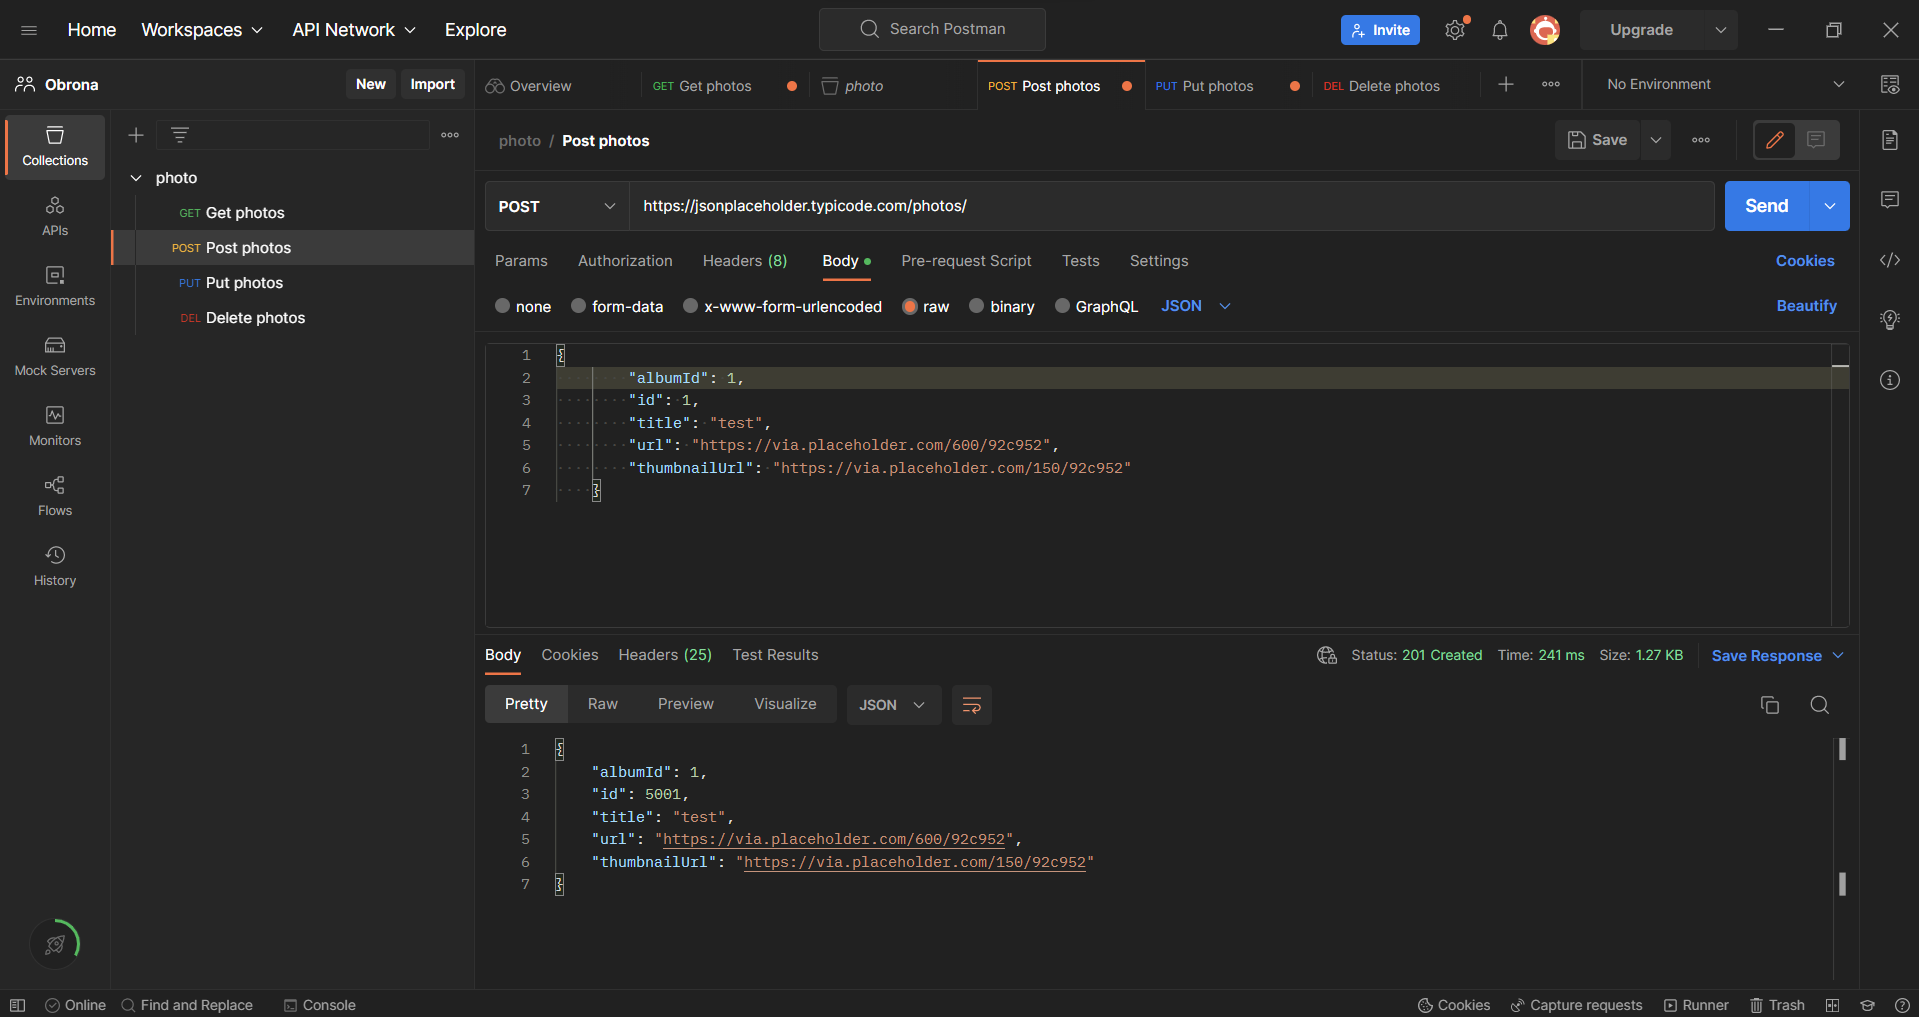 Home Workspaces API Network Explore Search Postman Invite Upgrade
Obrona New Import
Overview GET Get photos photo POST Post photos PUT Put photos DEL Delete photos No Environment
Collections
APIs
Environments
Mock Servers
Monitors
Flows
History
photo
GET Get photos
POST Post photos
PUT Put photos
DEL Delete photos
photo / Post photos Save
POST https://jsonplaceholder.typicode.com/photos/ Send
Params Authorization Headers (8) Body Pre-request Script Tests Settings Cookies
none form-data x-www-form-urlencoded raw binary GraphQL JSON Beautify
1 {
2 "albumId": 1,
3 "id": 1,
4 "title": "test",
5 "url": "https://via.placeholder.com/600/92c952",
6 "thumbnailUrl": "https://via.placeholder.com/150/92c952"
7 }
Body Cookies Headers (25) Test Results Status: 201 Created Time: 241 ms Size: 1.27 KB Save Response
Pretty Raw Preview Visualize JSON
1 {
2 "albumId": 1,
3 "id": 5001,
4 "title": "test",
5 "url": "https://via.placeholder.com/600/92c952",
6 "thumbnailUrl": "https://via.placeholder.com/150/92c952"
7 }
Online Find and Replace Console Cookies Capture requests Runner Trash